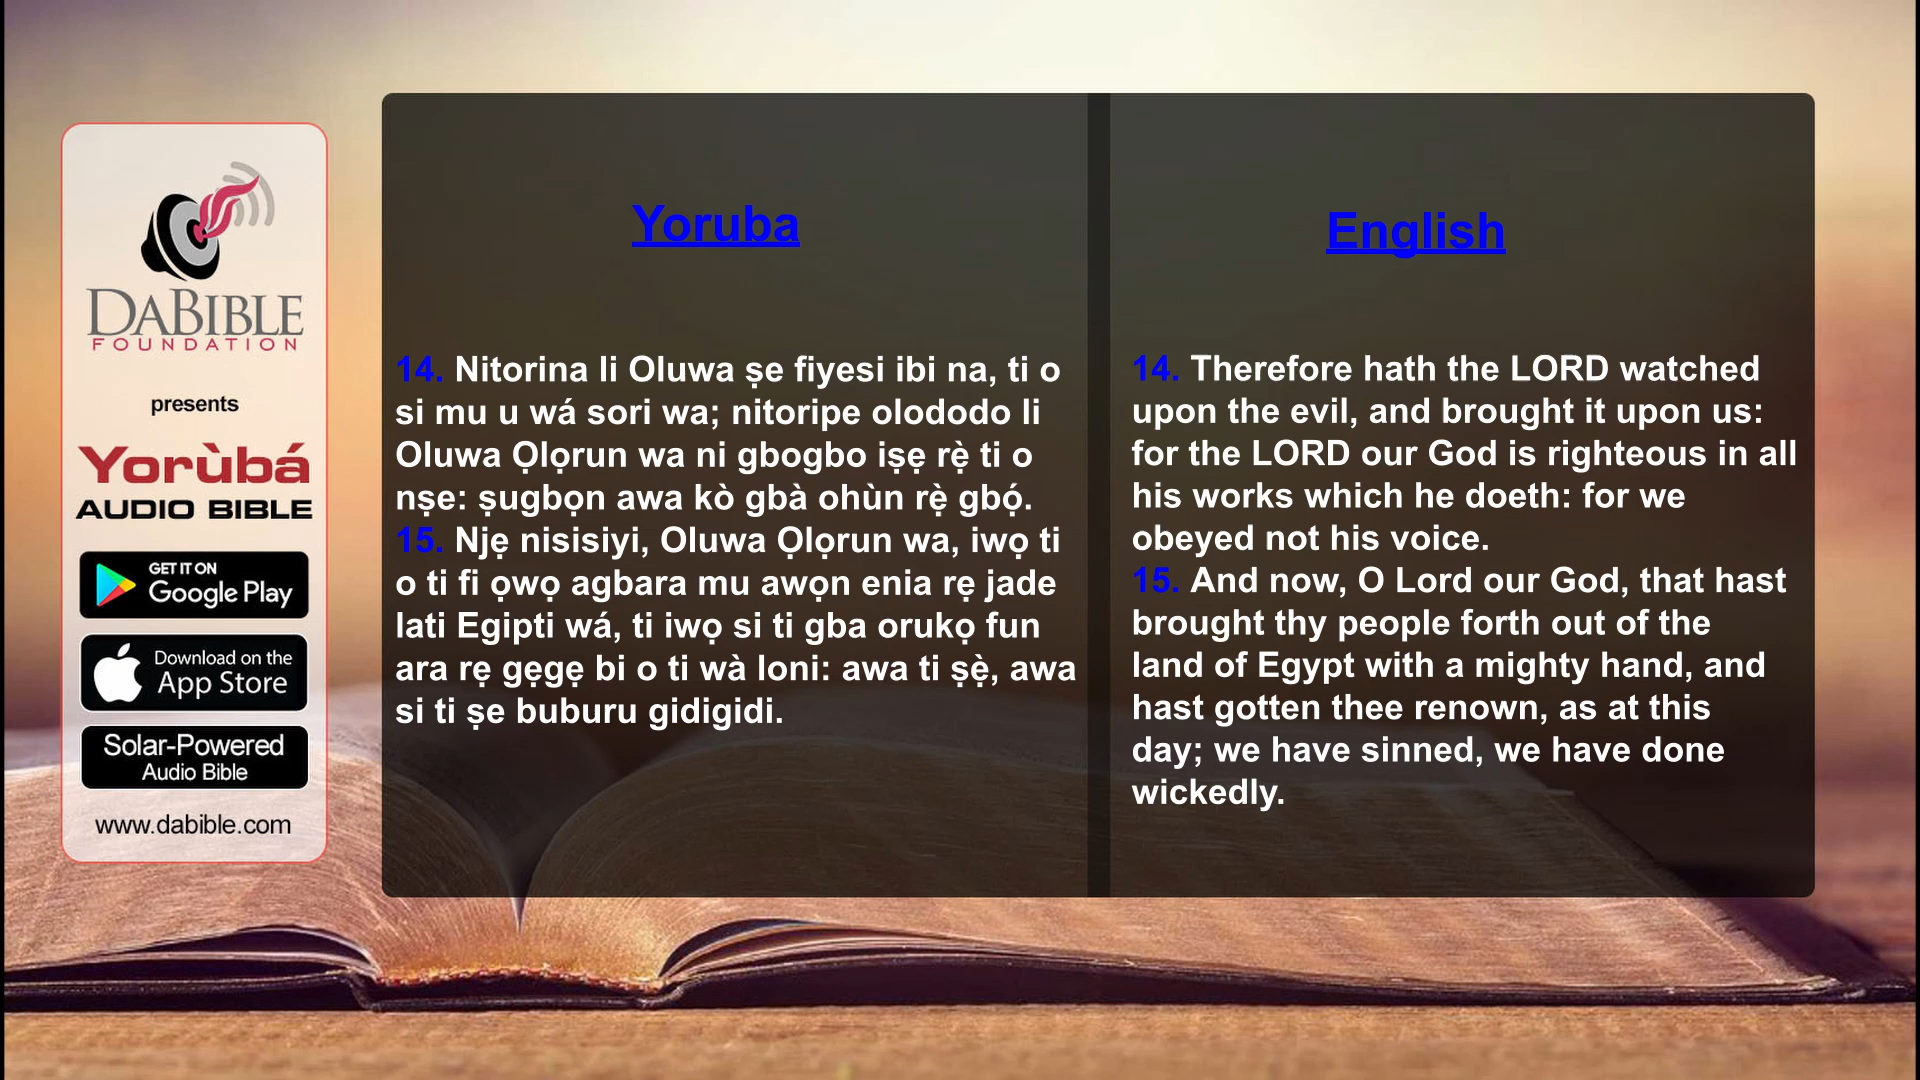 DABIBLE
FOUNDATION
presents
Yorùbá
AUDIO BIBLE
GET IT ON
Google Play
Download on the
App Store
Solar-Powered
Audio Bible
www.dabible.com
Yoruba
14. Nitorina li Oluwa ṣe fiyesi ibi na, ti o
si mu u wá sori wa; nitoripe olododo li
Oluwa Ọlọrun wa ni gbogbo iṣẹ rẹ̀ ti o
nṣe: ṣugbọn awa kò gbà ohùn rẹ̀ gbọ́.
15. Njẹ nisisiyi, Oluwa Ọlọrun wa, iwọ ti
o ti fi ọwọ agbara mu awọn enia rẹ jade
lati Egipti wá, ti iwọ si ti gba orukọ fun
ara rẹ gẹgẹ bi o ti wà loni: awa ti ṣẹ̀, awa
si ti ṣe buburu gidigidi.
English
14. Therefore hath the LORD watched
upon the evil, and brought it upon us:
for the LORD our God is righteous in all
his works which he doeth: for we
obeyed not his voice.
15. And now, O Lord our God, that hast
brought thy people forth out of the
land of Egypt with a mighty hand, and
hast gotten thee renown, as at this
day; we have sinned, we have done
wickedly.